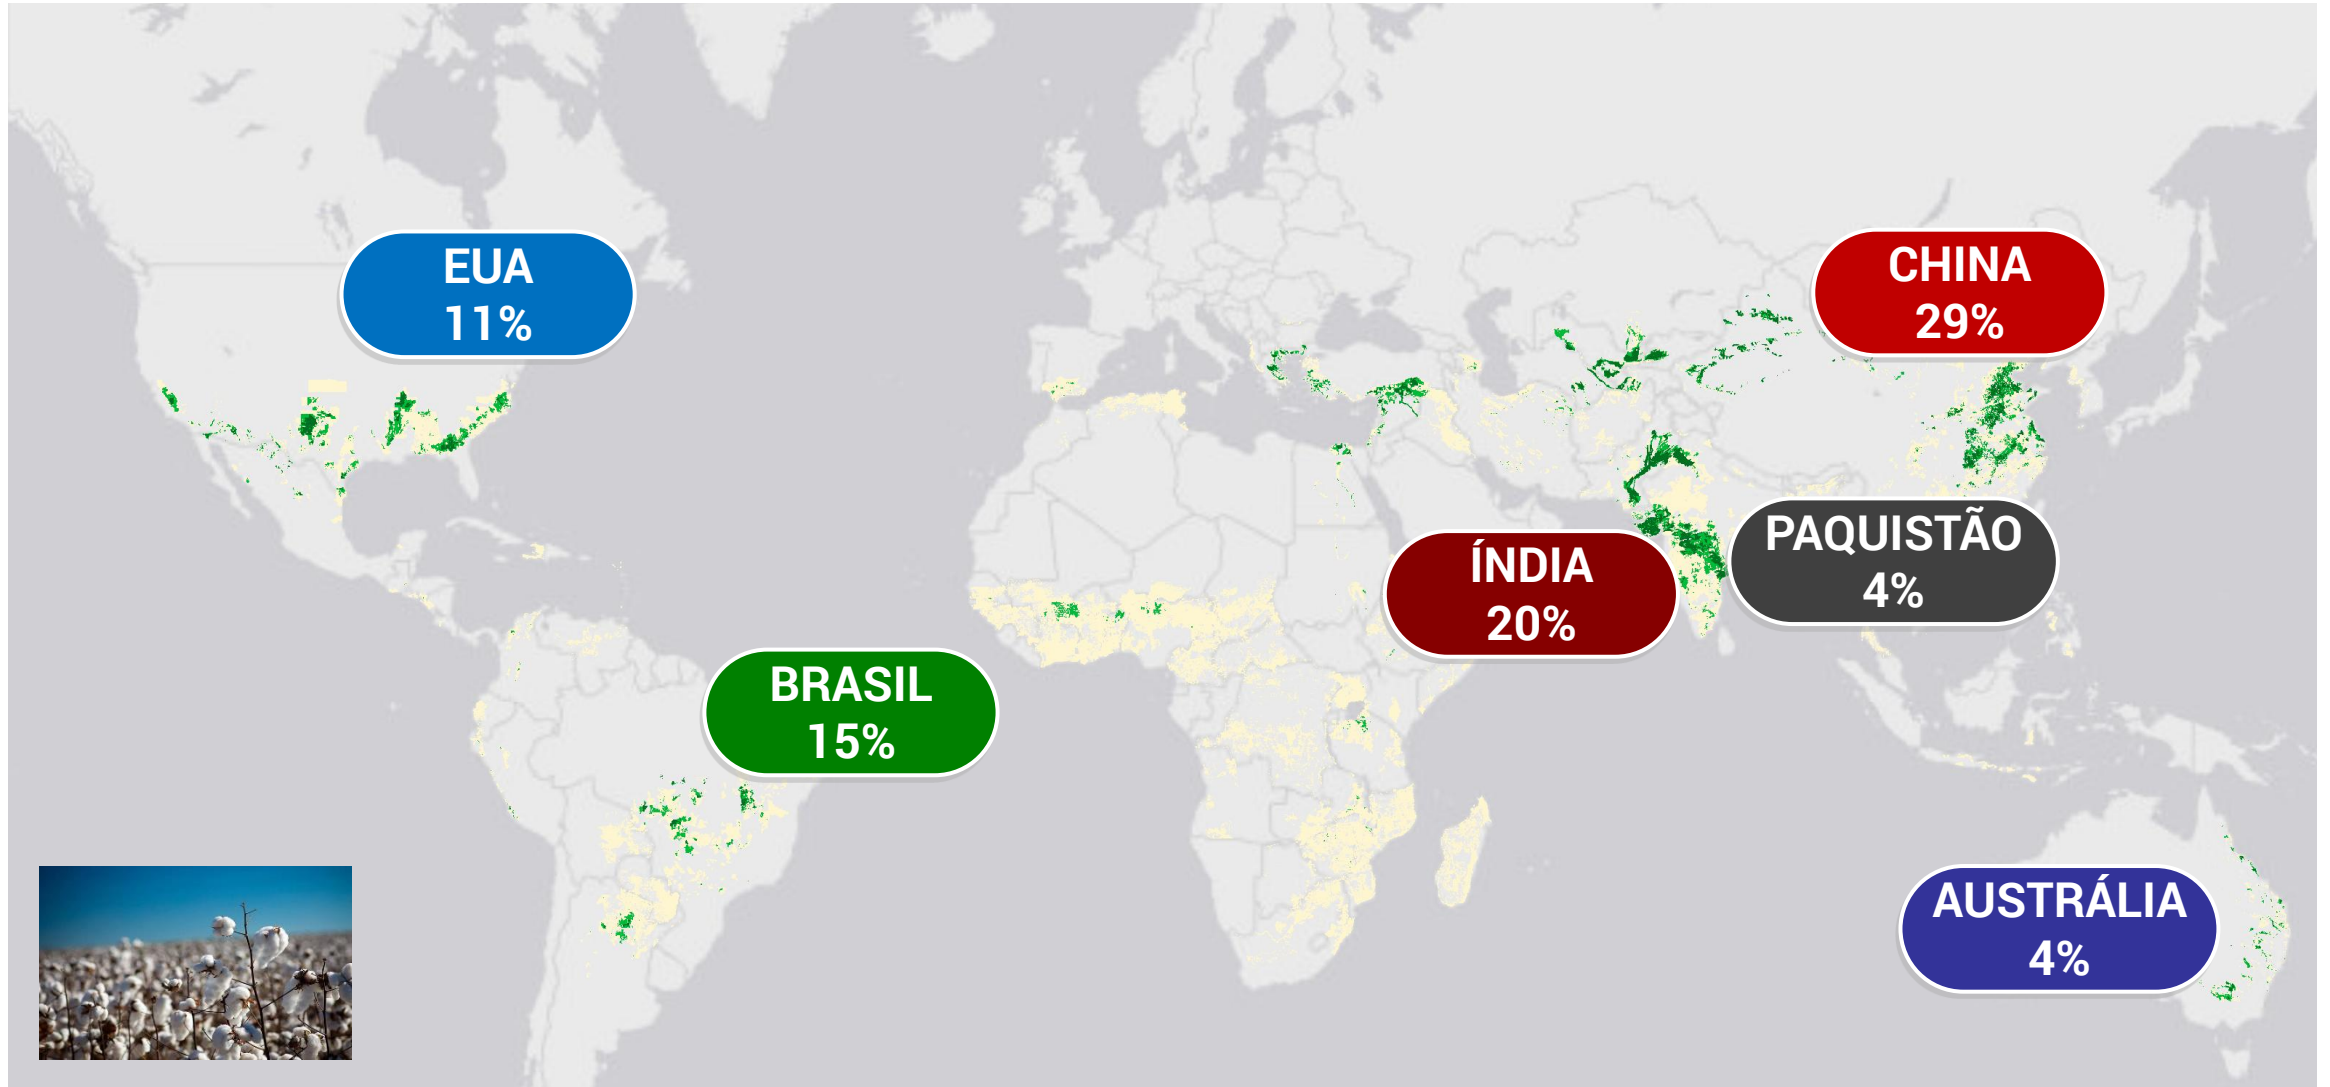 EUA
11%
CHINA
29%
PAQUISTÃO
4%
ÍNDIA
20%
BRASIL
15%
AUSTRÁLIA
4%